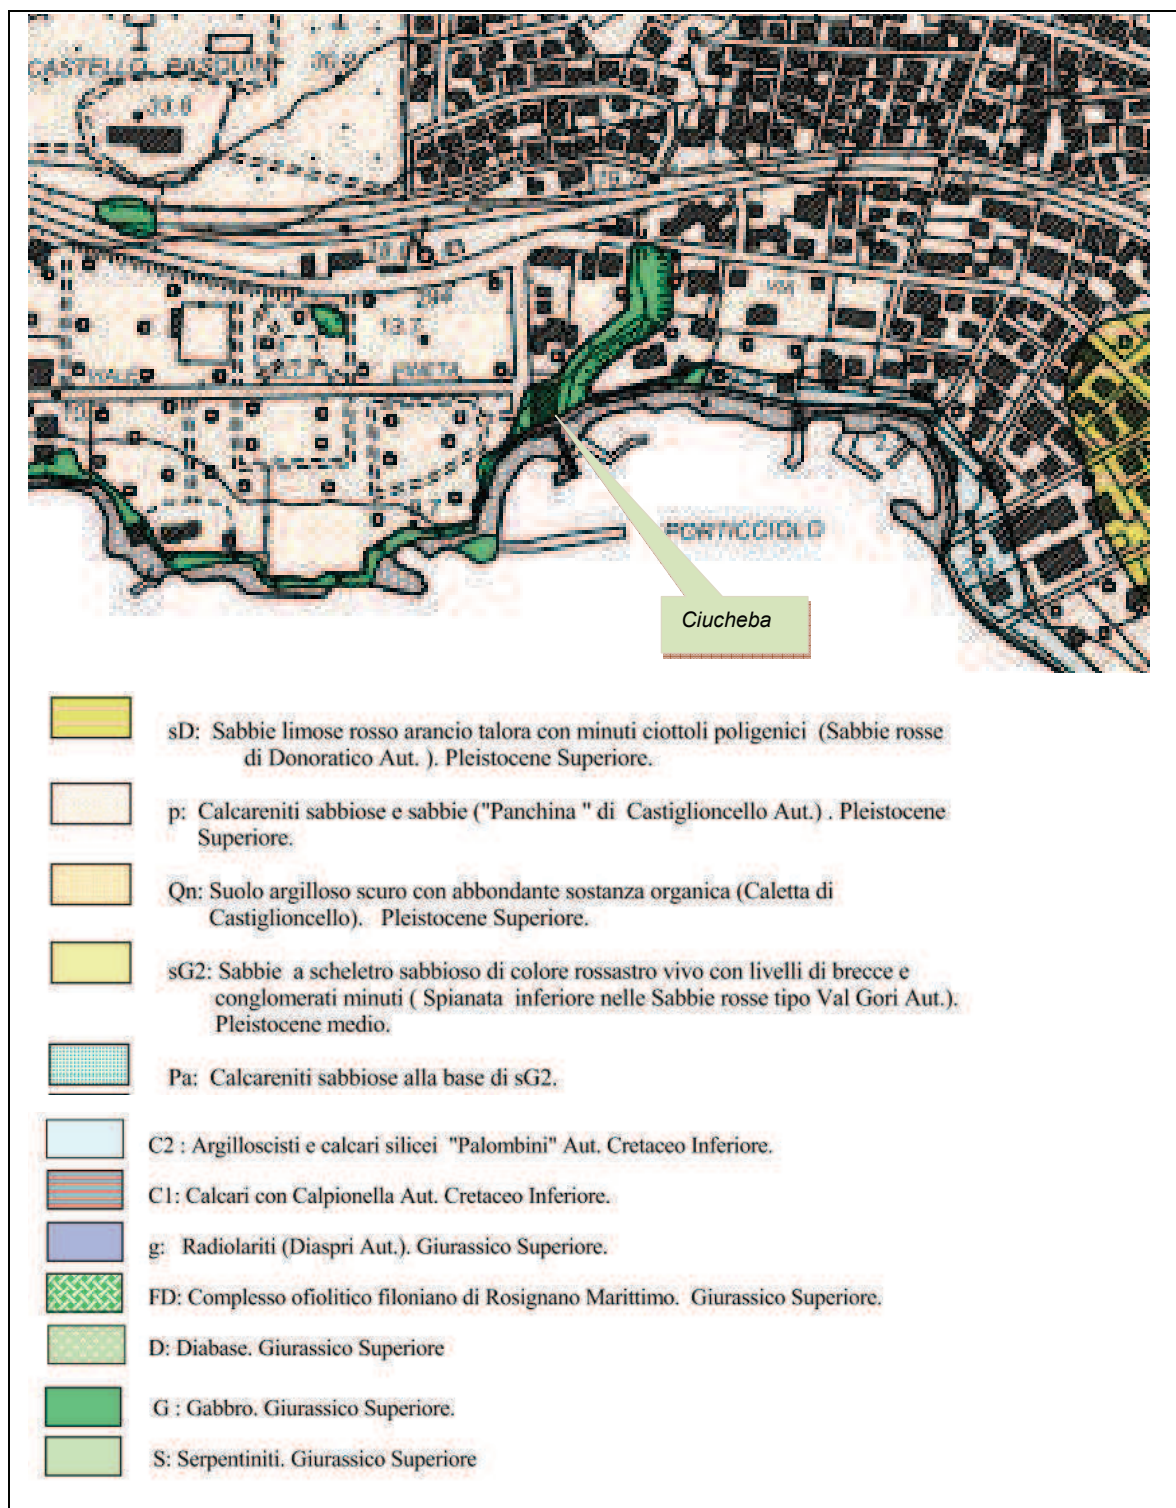 CASTELLO PASQUINI
33.6
13.7
PINETA
PORTICCIOLO
Ciucheba
sD: Sabbie limose rosso arancio talora con minuti ciottoli poligenici (Sabbie rosse
di Donoratico Aut. ). Pleistocene Superiore.
p: Calcareniti sabbiose e sabbie ("Panchina " di Castiglioncello Aut.) . Pleistocene
Superiore.
Qn: Suolo argilloso scuro con abbondante sostanza organica (Caletta di
Castiglioncello). Pleistocene Superiore.
sG2: Sabbie a scheletro sabbioso di colore rossastro vivo con livelli di brecce e
conglomerati minuti ( Spianata inferiore nelle Sabbie rosse tipo Val Gori Aut.).
Pleistocene medio.
Pa: Calcareniti sabbiose alla base di sG2.
C2 : Argilloscisti e calcari silicei "Palombini" Aut. Cretaceo Inferiore.
C1: Calcari con Calpionella Aut. Cretaceo Inferiore.
g: Radiolariti (Diaspri Aut.). Giurassico Superiore.
FD: Complesso ofiolitico filoniano di Rosignano Marittimo. Giurassico Superiore.
D: Diabase. Giurassico Superiore
G : Gabbro. Giurassico Superiore.
S: Serpentiniti. Giurassico Superiore